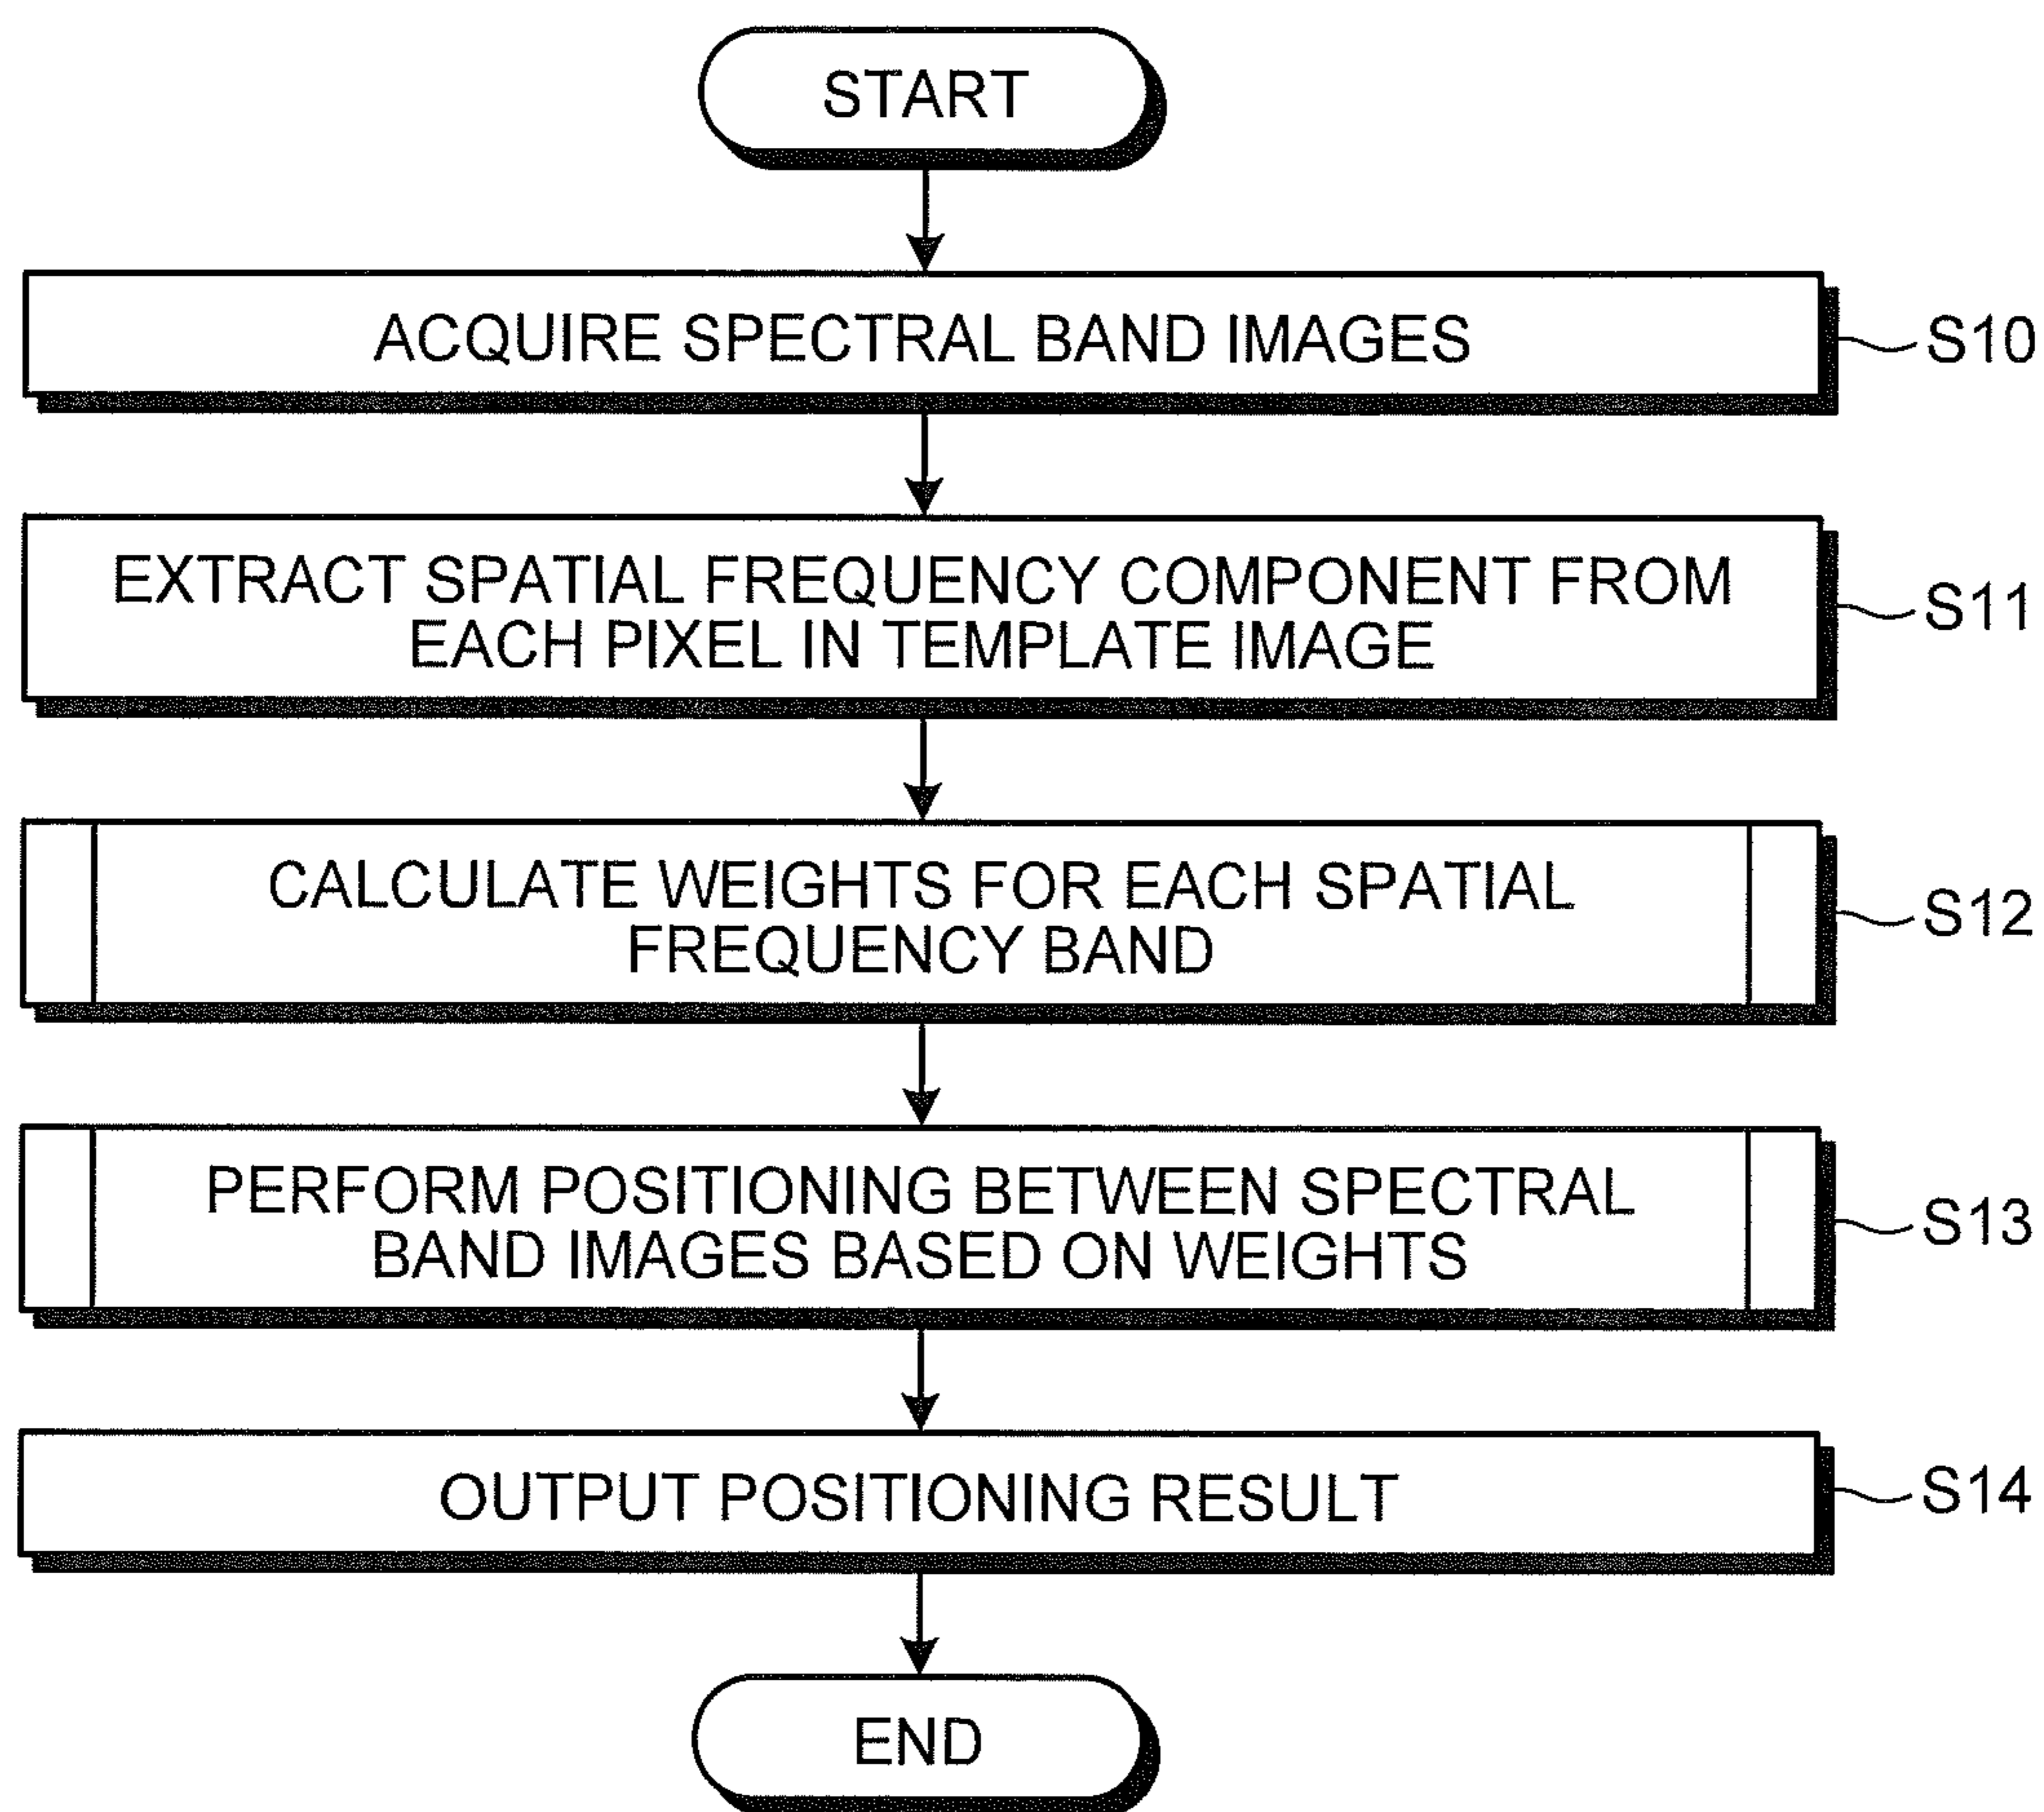 START
ACQUIRE SPECTRAL BAND IMAGES
S10
EXTRACT SPATIAL FREQUENCY COMPONENT FROM
EACH PIXEL IN TEMPLATE IMAGE
S11
CALCULATE WEIGHTS FOR EACH SPATIAL
FREQUENCY BAND
S12
PERFORM POSITIONING BETWEEN SPECTRAL
BAND IMAGES BASED ON WEIGHTS
S13
OUTPUT POSITIONING RESULT
S14
END